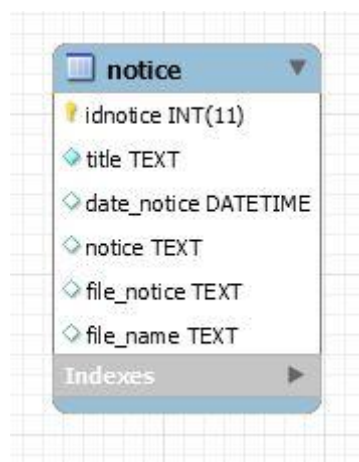 notice
idnotice INT(11)
title TEXT
date_notice DATETIME
notice TEXT
file_notice TEXT
file_name TEXT
Indexes